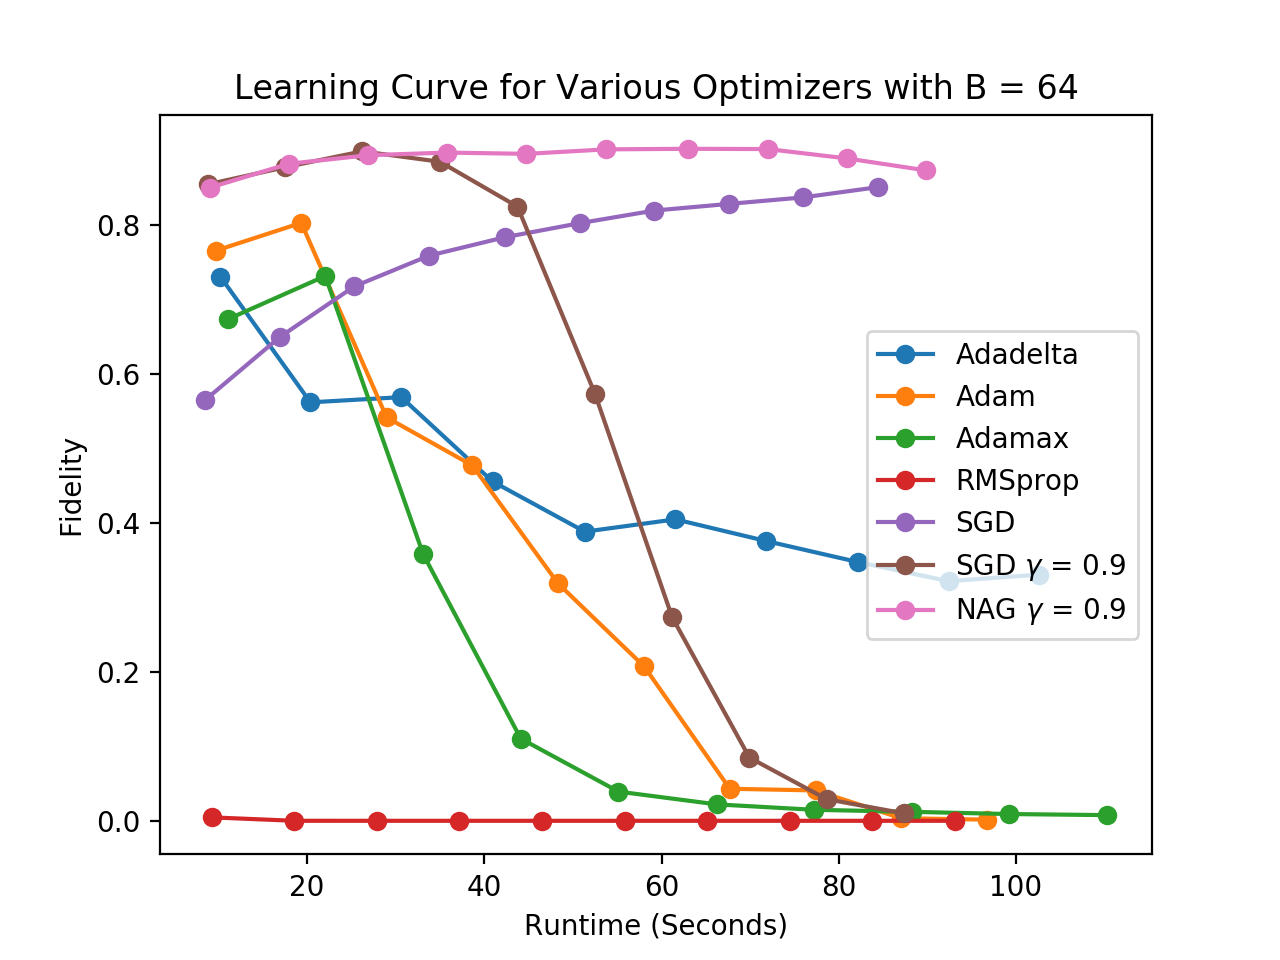 Learning Curve for Various Optimizers with B = 64
0.8
0.6
0.4
0.2
0.0
Fidelity
Adadelta
Adam
Adamax
RMSprop
SGD
SGD γ = 0.9
NAG γ = 0.9
20 40 60 80 100
Runtime (Seconds)